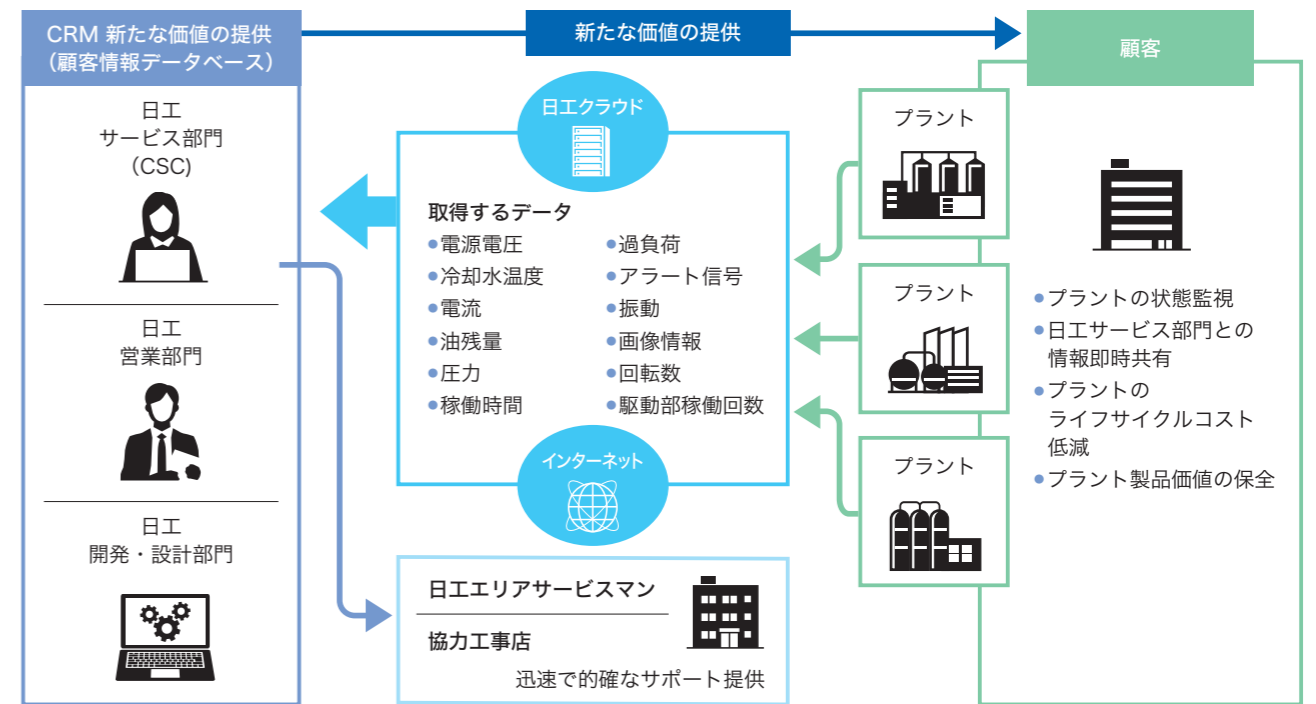 CRM 新たな価値の提供
（顧客情報データベース）
日工
サービス部門
（CSC)
日工
営業部門
日工
開発・設計部門
新たな価値の提供
日工クラウド
取得するデータ
●電源電圧
●冷却水温度
●電流
●油残量
●圧力
●稼働時間
●過負荷
●アラート信号
●振動
●画像情報
●回転数
●駆動部稼働回数
インターネット
日工エリアサービスマン
協力工事店
迅速で的確なサポート提供
プラント
プラント
プラント
顧客
●プラントの状態監視
●日工サービス部門との
情報即時共有
●プラントの
ライフサイクルコスト
低減
●プラント製品価値の保全